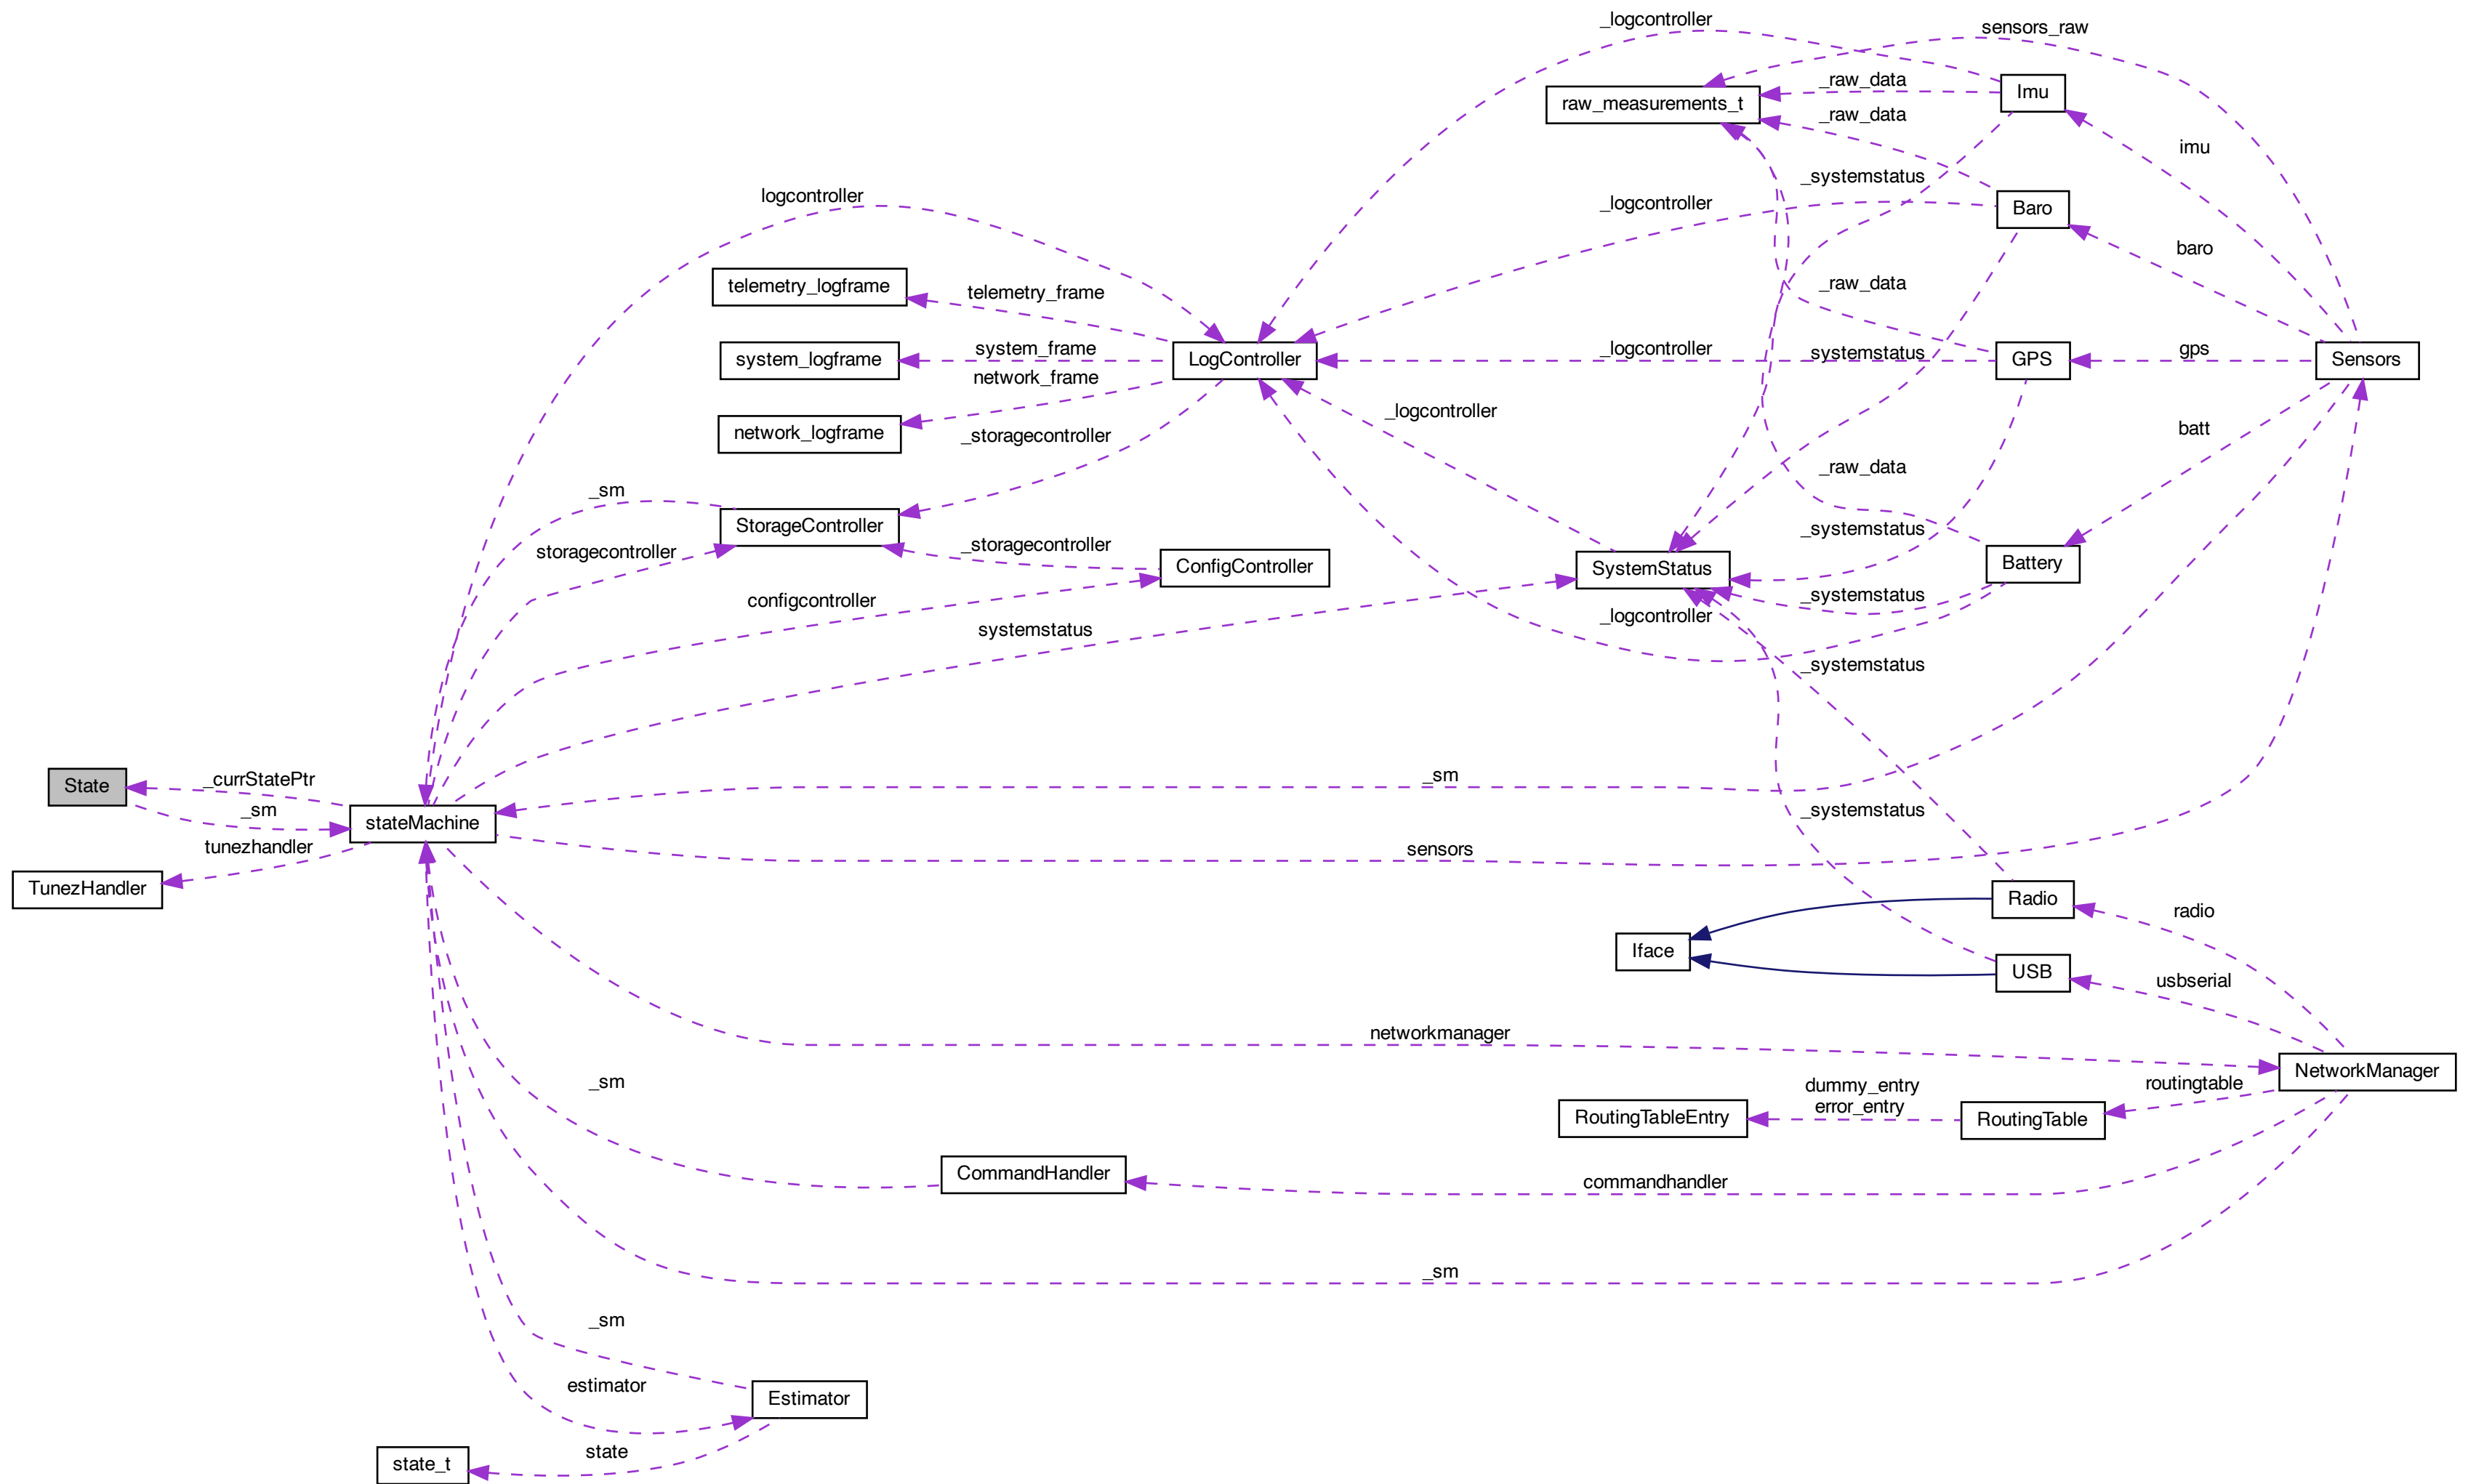 _logcontroller
sensors_raw
_raw_data
Imu
raw_measurements_t
_raw_data
imu
_systemstatus
logcontroller
_logcontroller
Baro
baro
telemetry_logframe
telemetry_frame
_raw_data
system_frame
_logcontroller
gps
system_logframe
LogController
_systemstatus
GPS
Sensors
network_frame
_logcontroller
network_logframe
_storagecontroller
batt
_raw_data
_sm
StorageController
_systemstatus
storagecontroller
_storagecontroller
ConfigController
SystemStatus
Battery
configcontroller
_systemstatus
_logcontroller
systemstatus
_systemstatus
_currStatePtr
State
_sm
_sm
_systemstatus
stateMachine
tunezhandler
sensors
TunezHandler
Radio
radio
Iface
USB
usbserial
networkmanager
NetworkManager
_sm
dummy_entry
error_entry
routingtable
RoutingTableEntry
RoutingTable
CommandHandler
commandhandler
_sm
_sm
estimator
Estimator
state
state_t